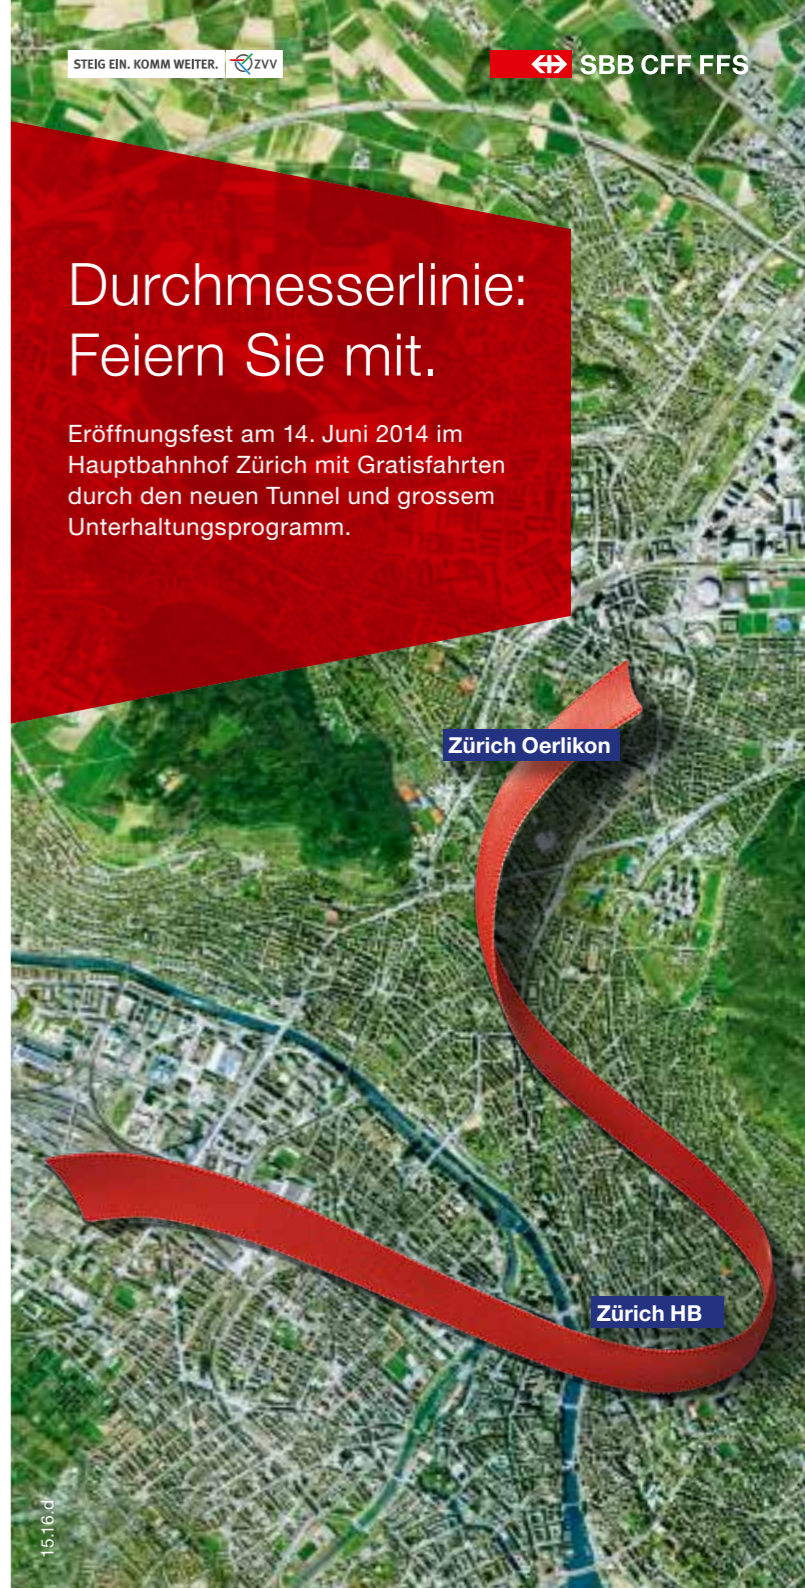 STEIG EIN. KOMM WEITER. ZVV
SBB CFF FFS
Durchmesserlinie:
Feiern Sie mit.
Eröffnungsfest am 14. Juni 2014 im
Hauptbahnhof Zürich mit Gratisfahrten
durch den neuen Tunnel und grossem
Unterhaltungsprogramm.
Zürich Oerlikon
Zürich HB
15.16.d